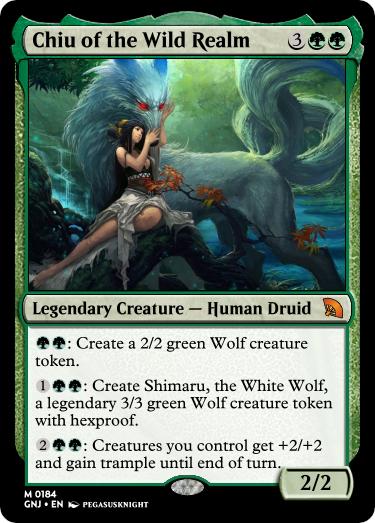 Chiu of the Wild Realm 3
Legendary Creature — Human Druid
: Create a 2/2 green Wolf creature
token.
1 : Create Shimaru, the White Wolf,
a legendary 3/3 green Wolf creature token
with hexproof.
2 : Creatures you control get +2/+2
and gain trample until end of turn.
2/2
M 0184
GNJ • EN PEGASUSKNIGHT